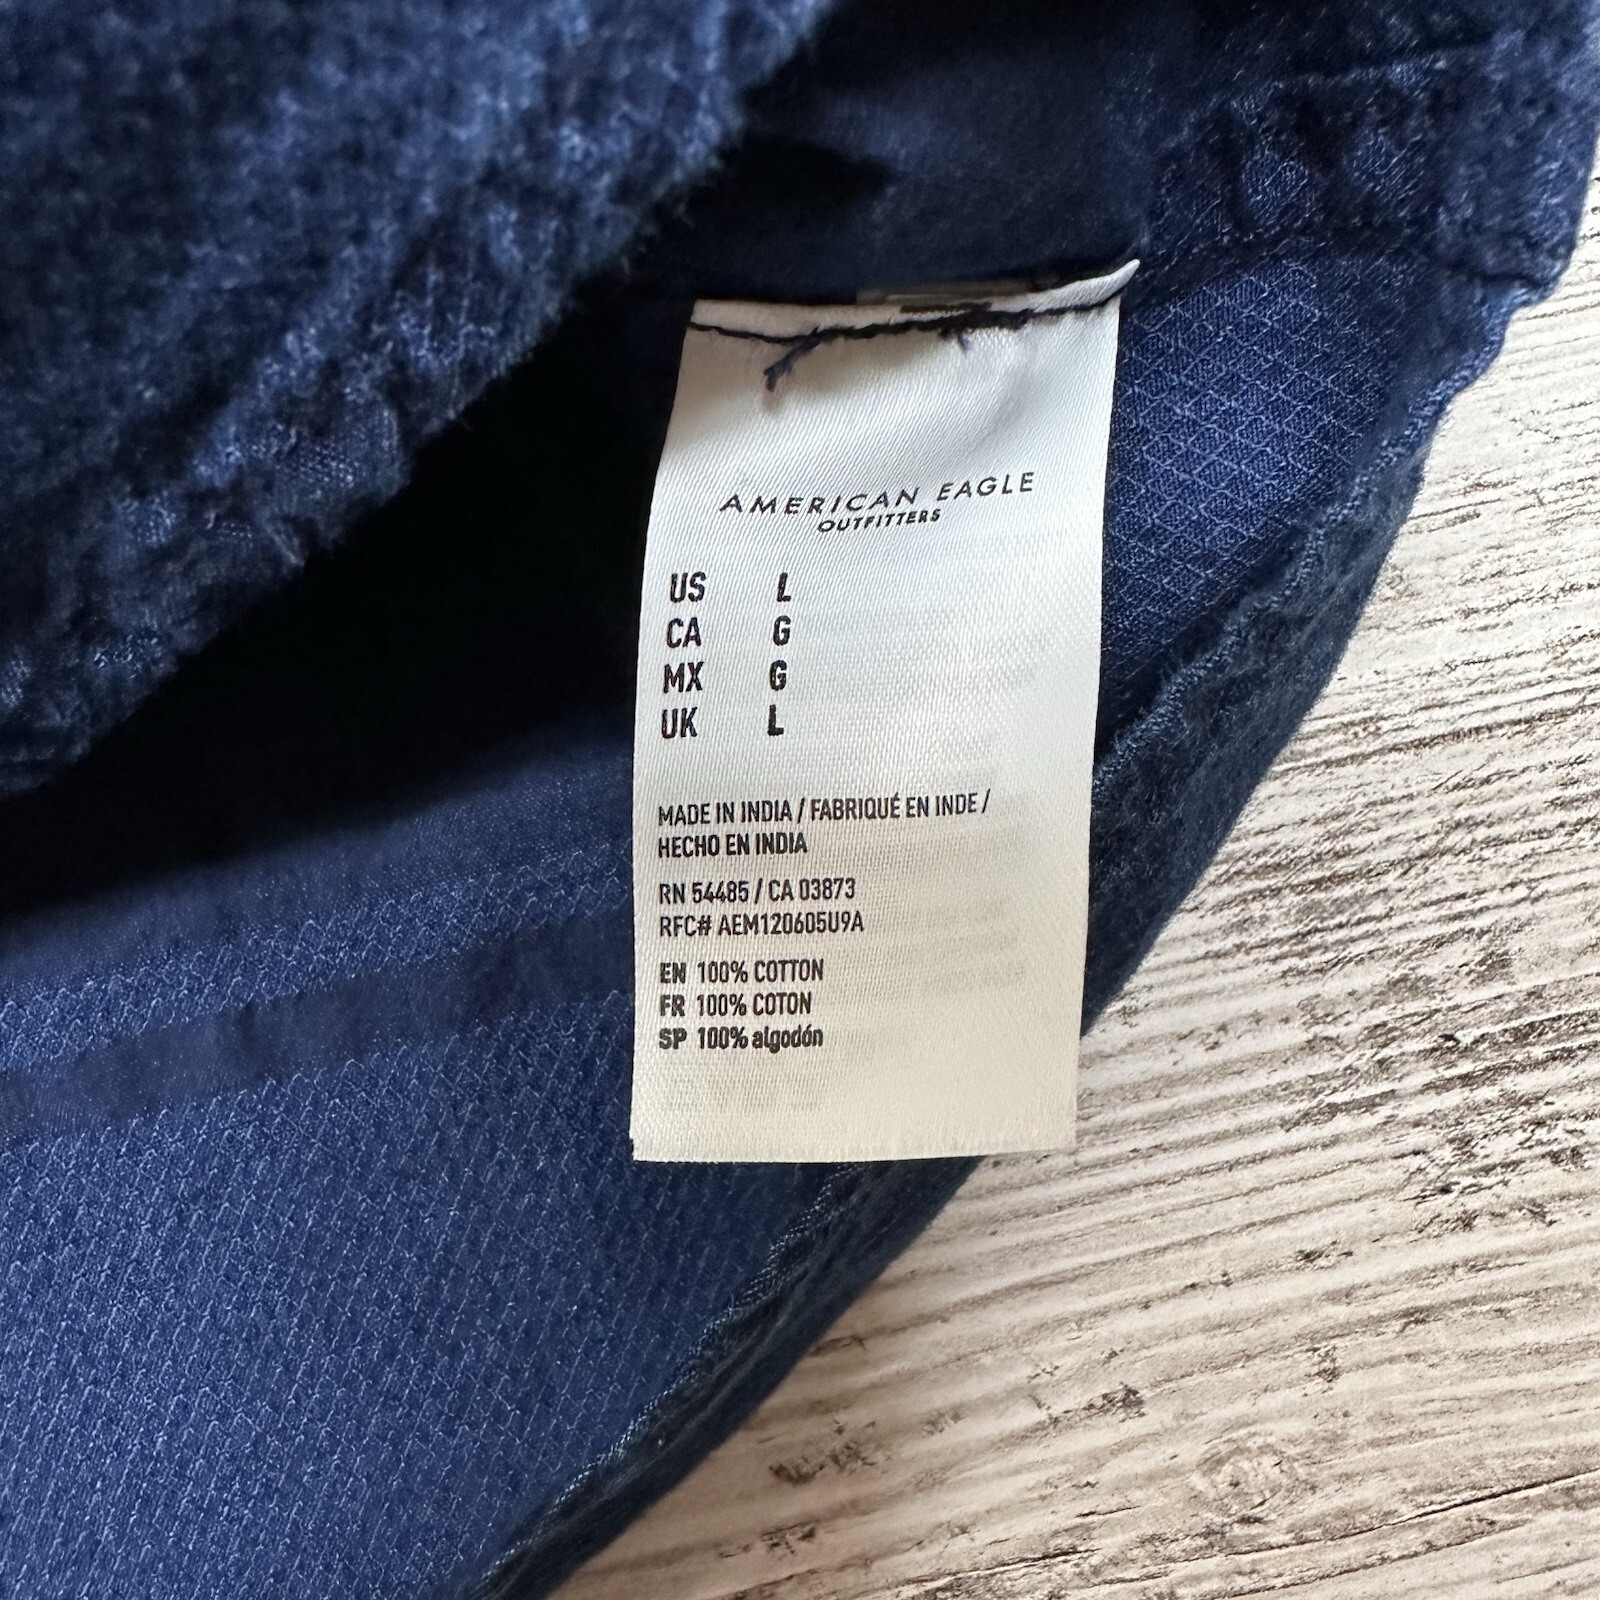 AMERICAN EAGLE
OUTFITTERS
US L
CA G
MX G
UK L
MADE IN INDIA / FABRIQUÉ EN INDE /
HECHO EN INDIA
RN 54485 / CA 03873
RFC# AEM120605U9A
EN 100% COTTON
FR 100% COTON
SP 100% algodón